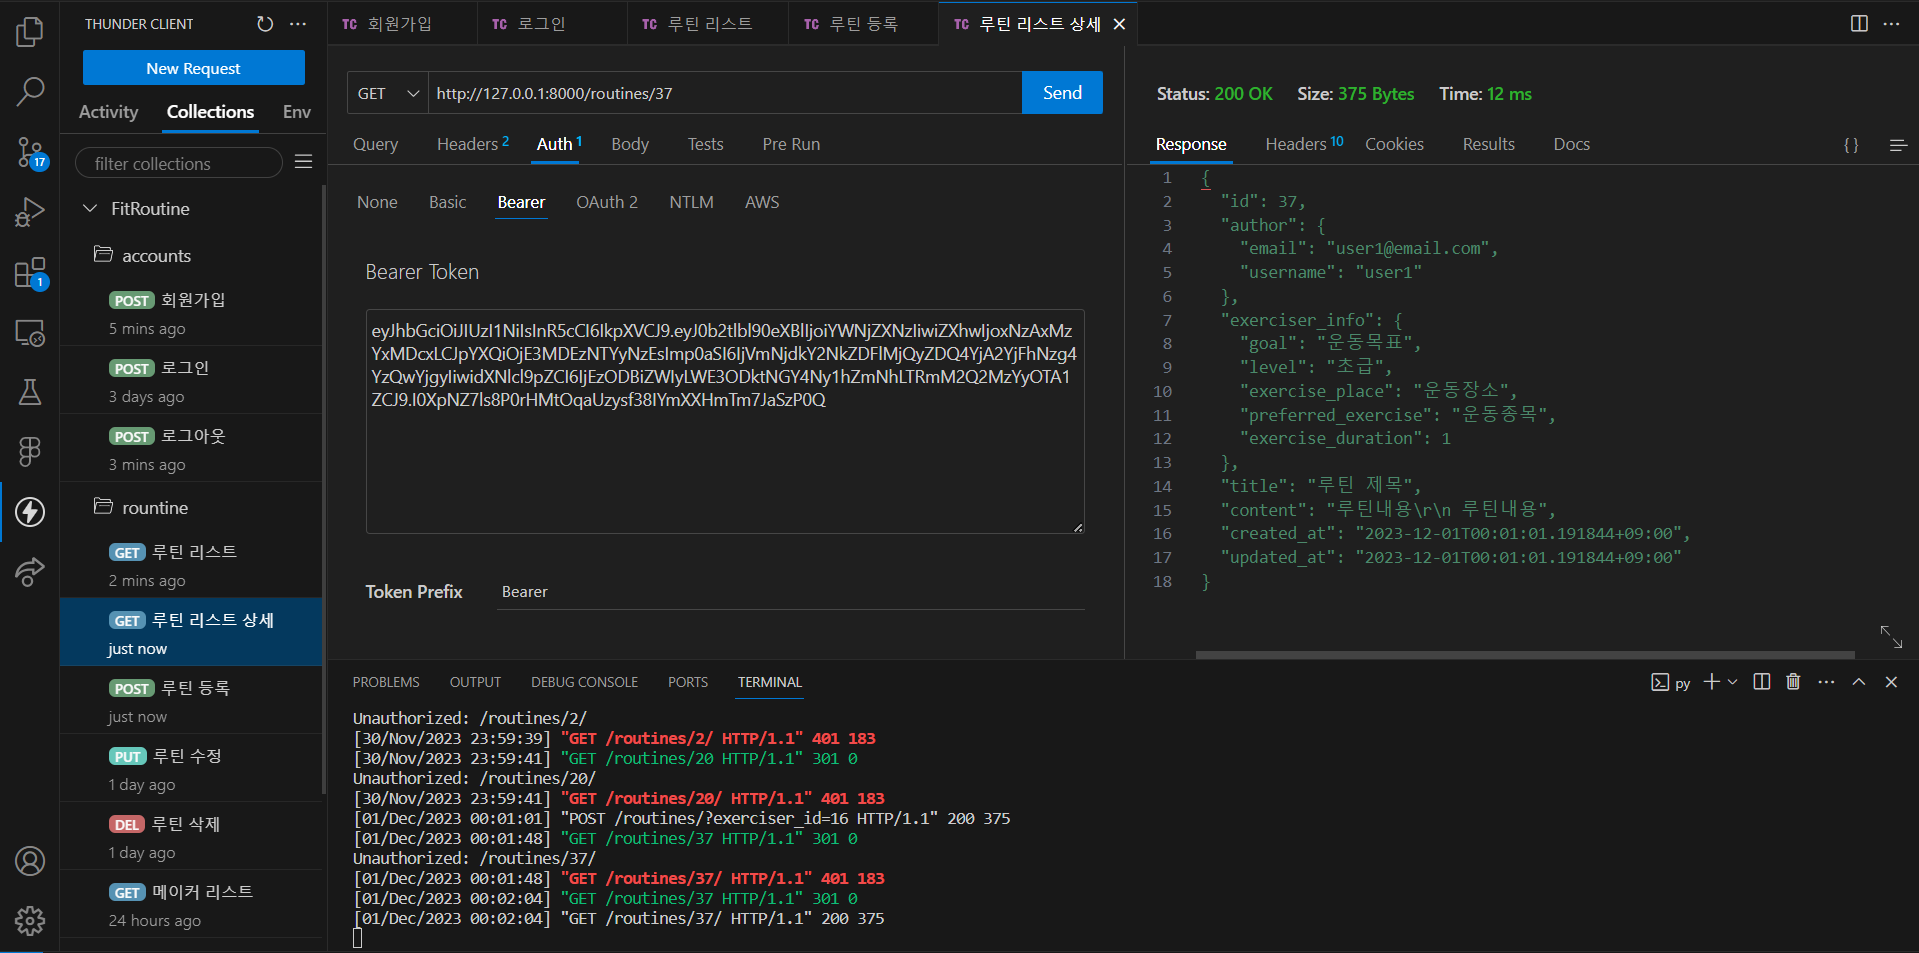 THUNDER CLIENT
New Request
Activity Collections Env
filter collections
FitRoutine
accounts
POST 회원가입
5 mins ago
POST 로그인
3 days ago
POST 로그아웃
3 mins ago
rountine
GET 루틴 리스트
2 mins ago
GET 루틴 리스트 상세
just now
POST 루틴 등록
just now
PUT 루틴 수정
1 day ago
DEL 루틴 삭제
1 day ago
GET 메이커 리스트
24 hours ago
17
1
TC 회원가입 TC 로그인 TC 루틴 리스트 TC 루틴 등록 TC 루틴 리스트 상세
GET http://127.0.0.1:8000/routines/37 Send
Query Headers 2 Auth 1 Body Tests Pre Run
None Basic Bearer OAuth 2 NTLM AWS
Bearer Token
Token Prefix Bearer
Status: 200 OK Size: 375 Bytes Time: 12 ms
Response Headers 10 Cookies Results Docs {}
1 {
2 "id": 37,
3 "author": {
4 "email": "user1@email.com",
5 "username": "user1"
6 },
7 "exerciser_info": {
8 "goal": "운동목표",
9 "level": "초급",
10 "exercise_place": "운동장소",
11 "preferred_exercise": "운동종목",
12 "exercise_duration": 1
13 },
14 "title": "루틴 제목",
15 "content": "루틴내용\r\n 루틴내용",
16 "created_at": "2023-12-01T00:01:01.191844+09:00",
17 "updated_at": "2023-12-01T00:01:01.191844+09:00"
18 }
PROBLEMS OUTPUT DEBUG CONSOLE PORTS TERMINAL py
Unauthorized: /routines/2/
[30/Nov/2023 23:59:39] "GET /routines/2/ HTTP/1.1" 401 183
[30/Nov/2023 23:59:41] "GET /routines/20 HTTP/1.1" 301 0
Unauthorized: /routines/20/
[30/Nov/2023 23:59:41] "GET /routines/20/ HTTP/1.1" 401 183
[01/Dec/2023 00:01:01] "POST /routines/?exerciser_id=16 HTTP/1.1" 200 375
[01/Dec/2023 00:01:48] "GET /routines/37 HTTP/1.1" 301 0
Unauthorized: /routines/37/
[01/Dec/2023 00:01:48] "GET /routines/37/ HTTP/1.1" 401 183
[01/Dec/2023 00:02:04] "GET /routines/37 HTTP/1.1" 301 0
[01/Dec/2023 00:02:04] "GET /routines/37/ HTTP/1.1" 200 375